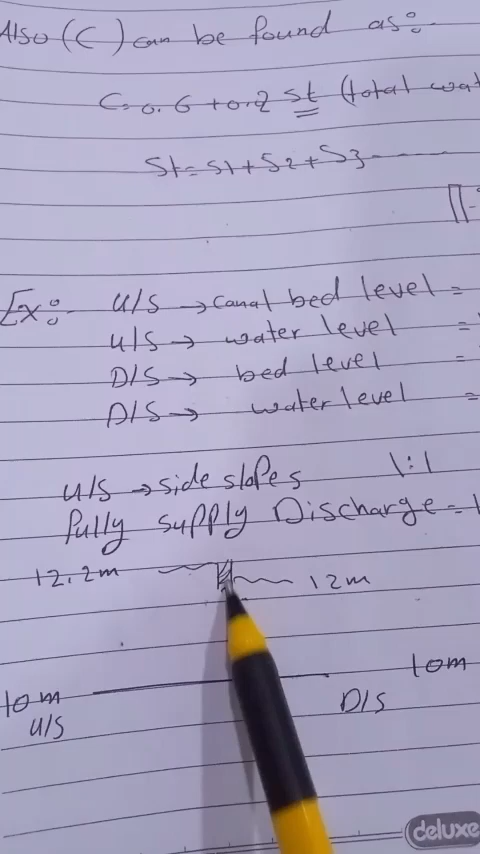 Also (C) can be found as:-
C=0.6+0.2 St (total wat
St=S1+S2+S3------
Ex:- U/S → canal bed level =
U/S → water level =
D/S → bed level =
D/S → water level =
U/S → side slopes 1:1
Fully supply Discharge = 1
12.2m 12m
10m 10m
U/S D/S
deluxe